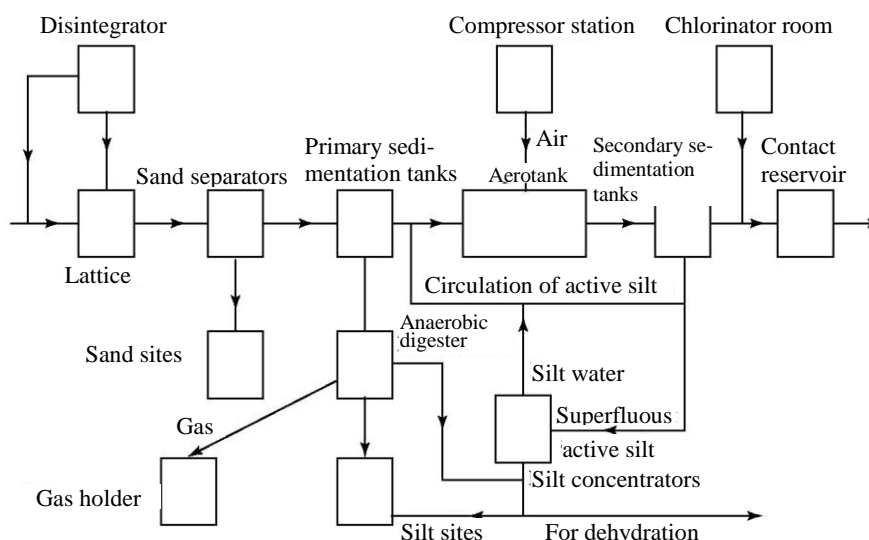 Disintegrator
Compressor station
Chlorinator room
Air
Primary sedi-
mentation tanks
Secondary se-
dimentation
tanks
Contact
reservoir
Sand separators
Aerotank
Lattice
Circulation of active silt
Anaerobic
digester
Sand sites
Silt water
Gas
Superfluous
active silt
Gas holder
Silt concentrators
Silt sites
For dehydration